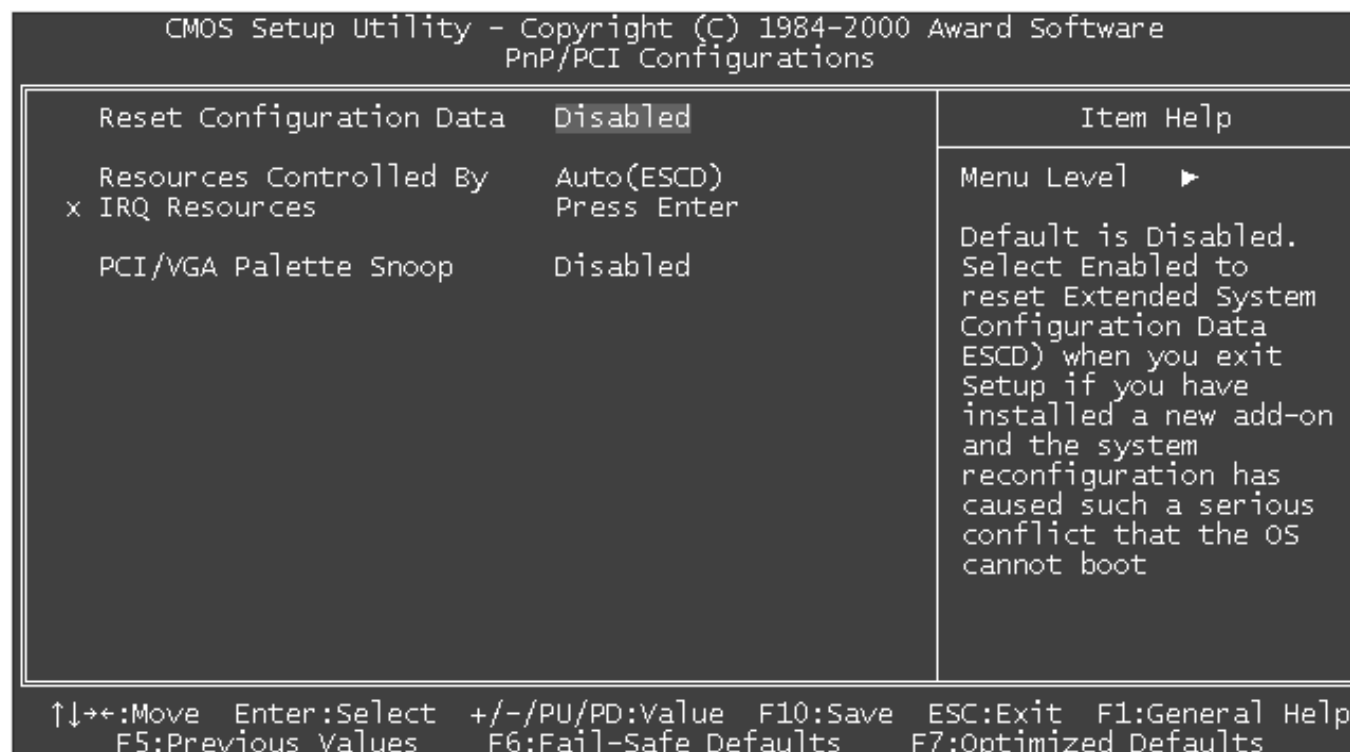 CMOS Setup Utility – Copyright (C) 1984–2000 Award Software
PnP/PCI Configurations
Reset Configuration Data Disabled
Resources Controlled By Auto(ESCD)
x IRQ Resources Press Enter
PCI/VGA Palette Snoop Disabled
Item Help
Menu Level ►
Default is Disabled.
Select Enabled to
reset Extended System
Configuration Data
ESCD) when you exit
Setup if you have
installed a new add-on
and the system
reconfiguration has
caused such a serious
conflict that the OS
cannot boot
↑↓→←:Move Enter:Select +/-/PU/PD:Value F10:Save ESC:Exit F1:General Help
F5:Previous Values F6:Fail-Safe Defaults F7:Optimized Defaults